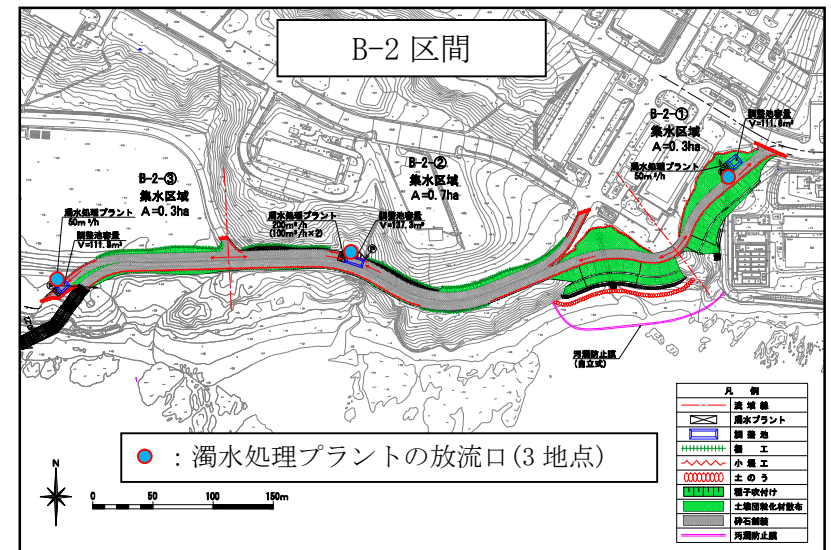 B-2 区間
B-2-①
集水区域
A=0.3ha
調整池容量
V=111.8m³
濁水処理プラント
50m³/h
B-2-②
集水区域
A=0.7ha
B-2-③
集水区域
A=0.3ha
濁水処理プラント
200m³/h
(100m³/h×2)
調整池容量
V=137.3m³
濁水処理プラント
50m³/h
調整池容量
V=111.8m³
P
汚濁防止膜
(自立式)
:濁水処理プラントの放流口(3 地点)
N
0 50 100 150m
凡 例
流域線
濁水プラント
調整池
柵工
小堤工
土のう
種子吹付け
土壌団粒化材散布
砕石舗装
汚濁防止膜